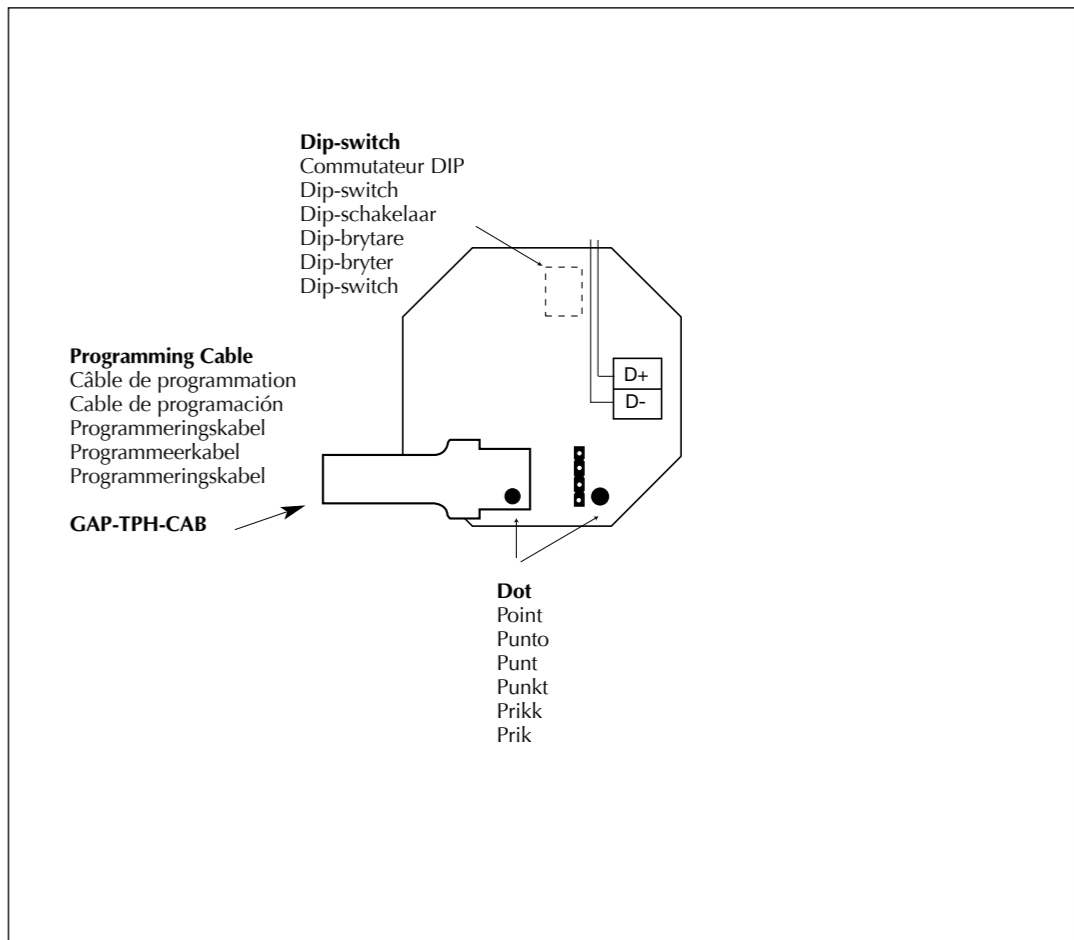 Dip-switch
Commutateur DIP
Dip-switch
Dip-schakelaar
Dip-brytare
Dip-bryter
Dip-switch
D+
D-
Programming Cable
Câble de programmation
Cable de programación
Programmeringskabel
Programmeerkabel
Programmeringskabel
GAP-TPH-CAB
Dot
Point
Punto
Punt
Punkt
Prikk
Prik